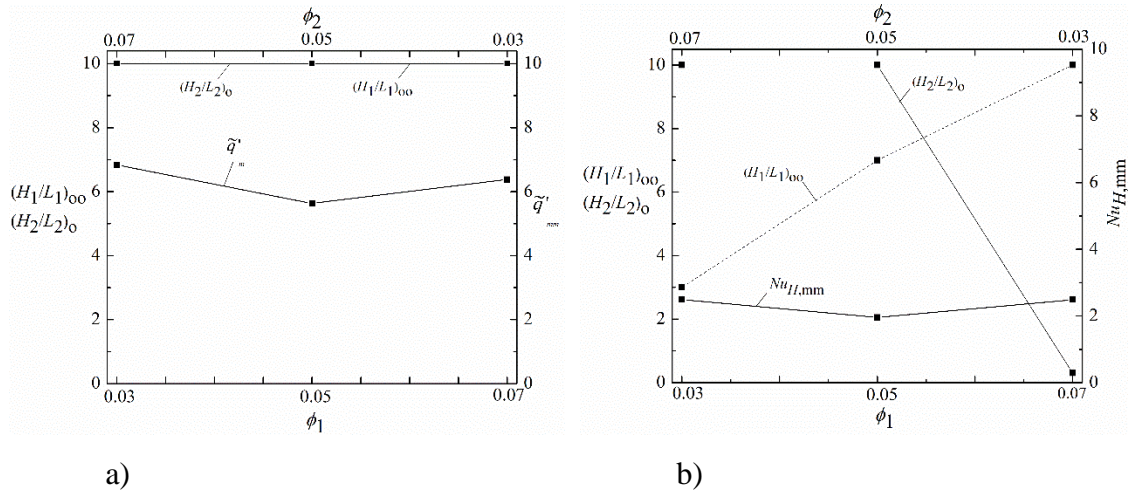 ϕ2
0.07 0.05 0.03
10 10
(H2/L2)o (H1/L1)oo
8 8
q̃'m
6 6
(H1/L1)oo
(H2/L2)o
q̃'mm
4 4
2 2
0 0
0.03 0.05 0.07
ϕ1
a)
ϕ2
0.07 0.05 0.03
10 10
(H2/L2)o
8 8
(H1/L1)oo
6 6
(H1/L1)oo
(H2/L2)o
NuH,mm
4 4
NuH,mm
2 2
0 0
0.03 0.05 0.07
ϕ1
b)